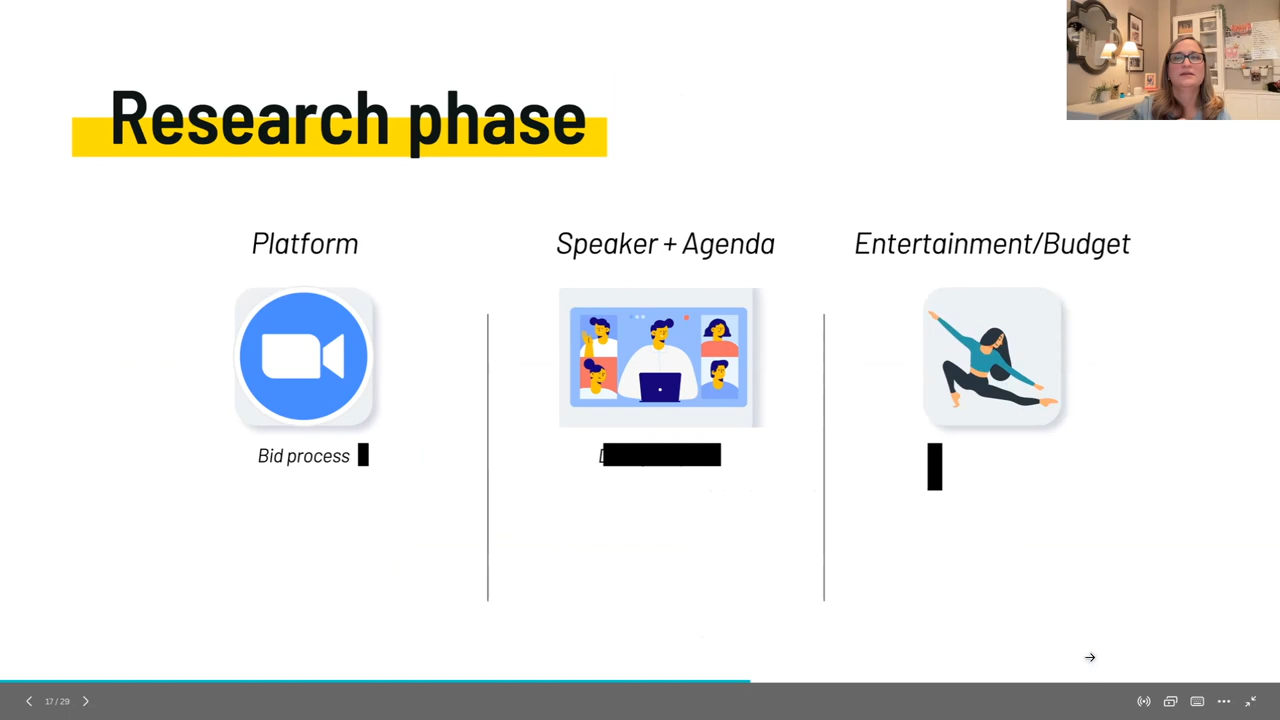 Research phase
Platform
Speaker + Agenda
Entertainment/Budget
Bid process
17 / 29